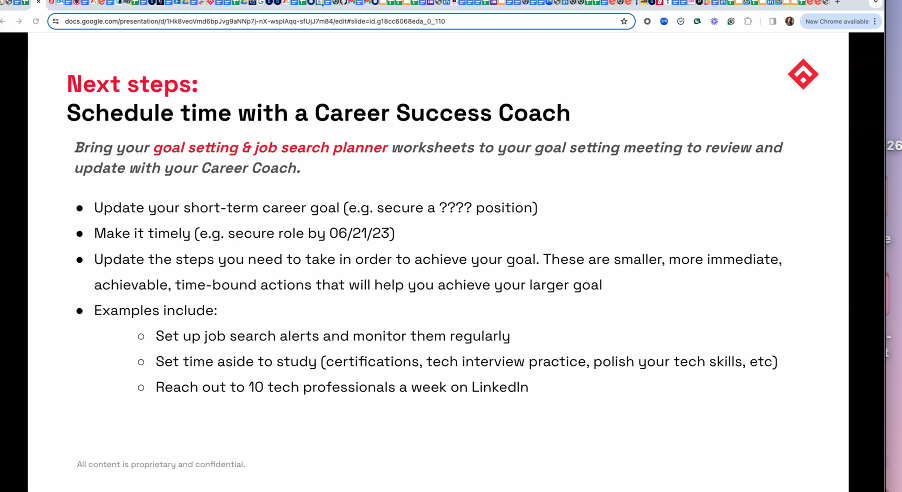 docs.google.com/presentation/d/1Hk8veoVmd6bpJvg9aNNp7j-nX-wspIAqq-sfUjJ7m84/edit#slide=id.g18cc6068eda_0_110
New Chrome available
Next steps:
Schedule time with a Career Success Coach
Bring your goal setting & job search planner worksheets to your goal setting meeting to review and
update with your Career Coach.
● Update your short-term career goal (e.g. secure a ???? position)
● Make it timely (e.g. secure role by 06/21/23)
● Update the steps you need to take in order to achieve your goal. These are smaller, more immediate,
achievable, time-bound actions that will help you achieve your larger goal
● Examples include:
○ Set up job search alerts and monitor them regularly
○ Set time aside to study (certifications, tech interview practice, polish your tech skills, etc)
○ Reach out to 10 tech professionals a week on LinkedIn
All content is proprietary and confidential.
26